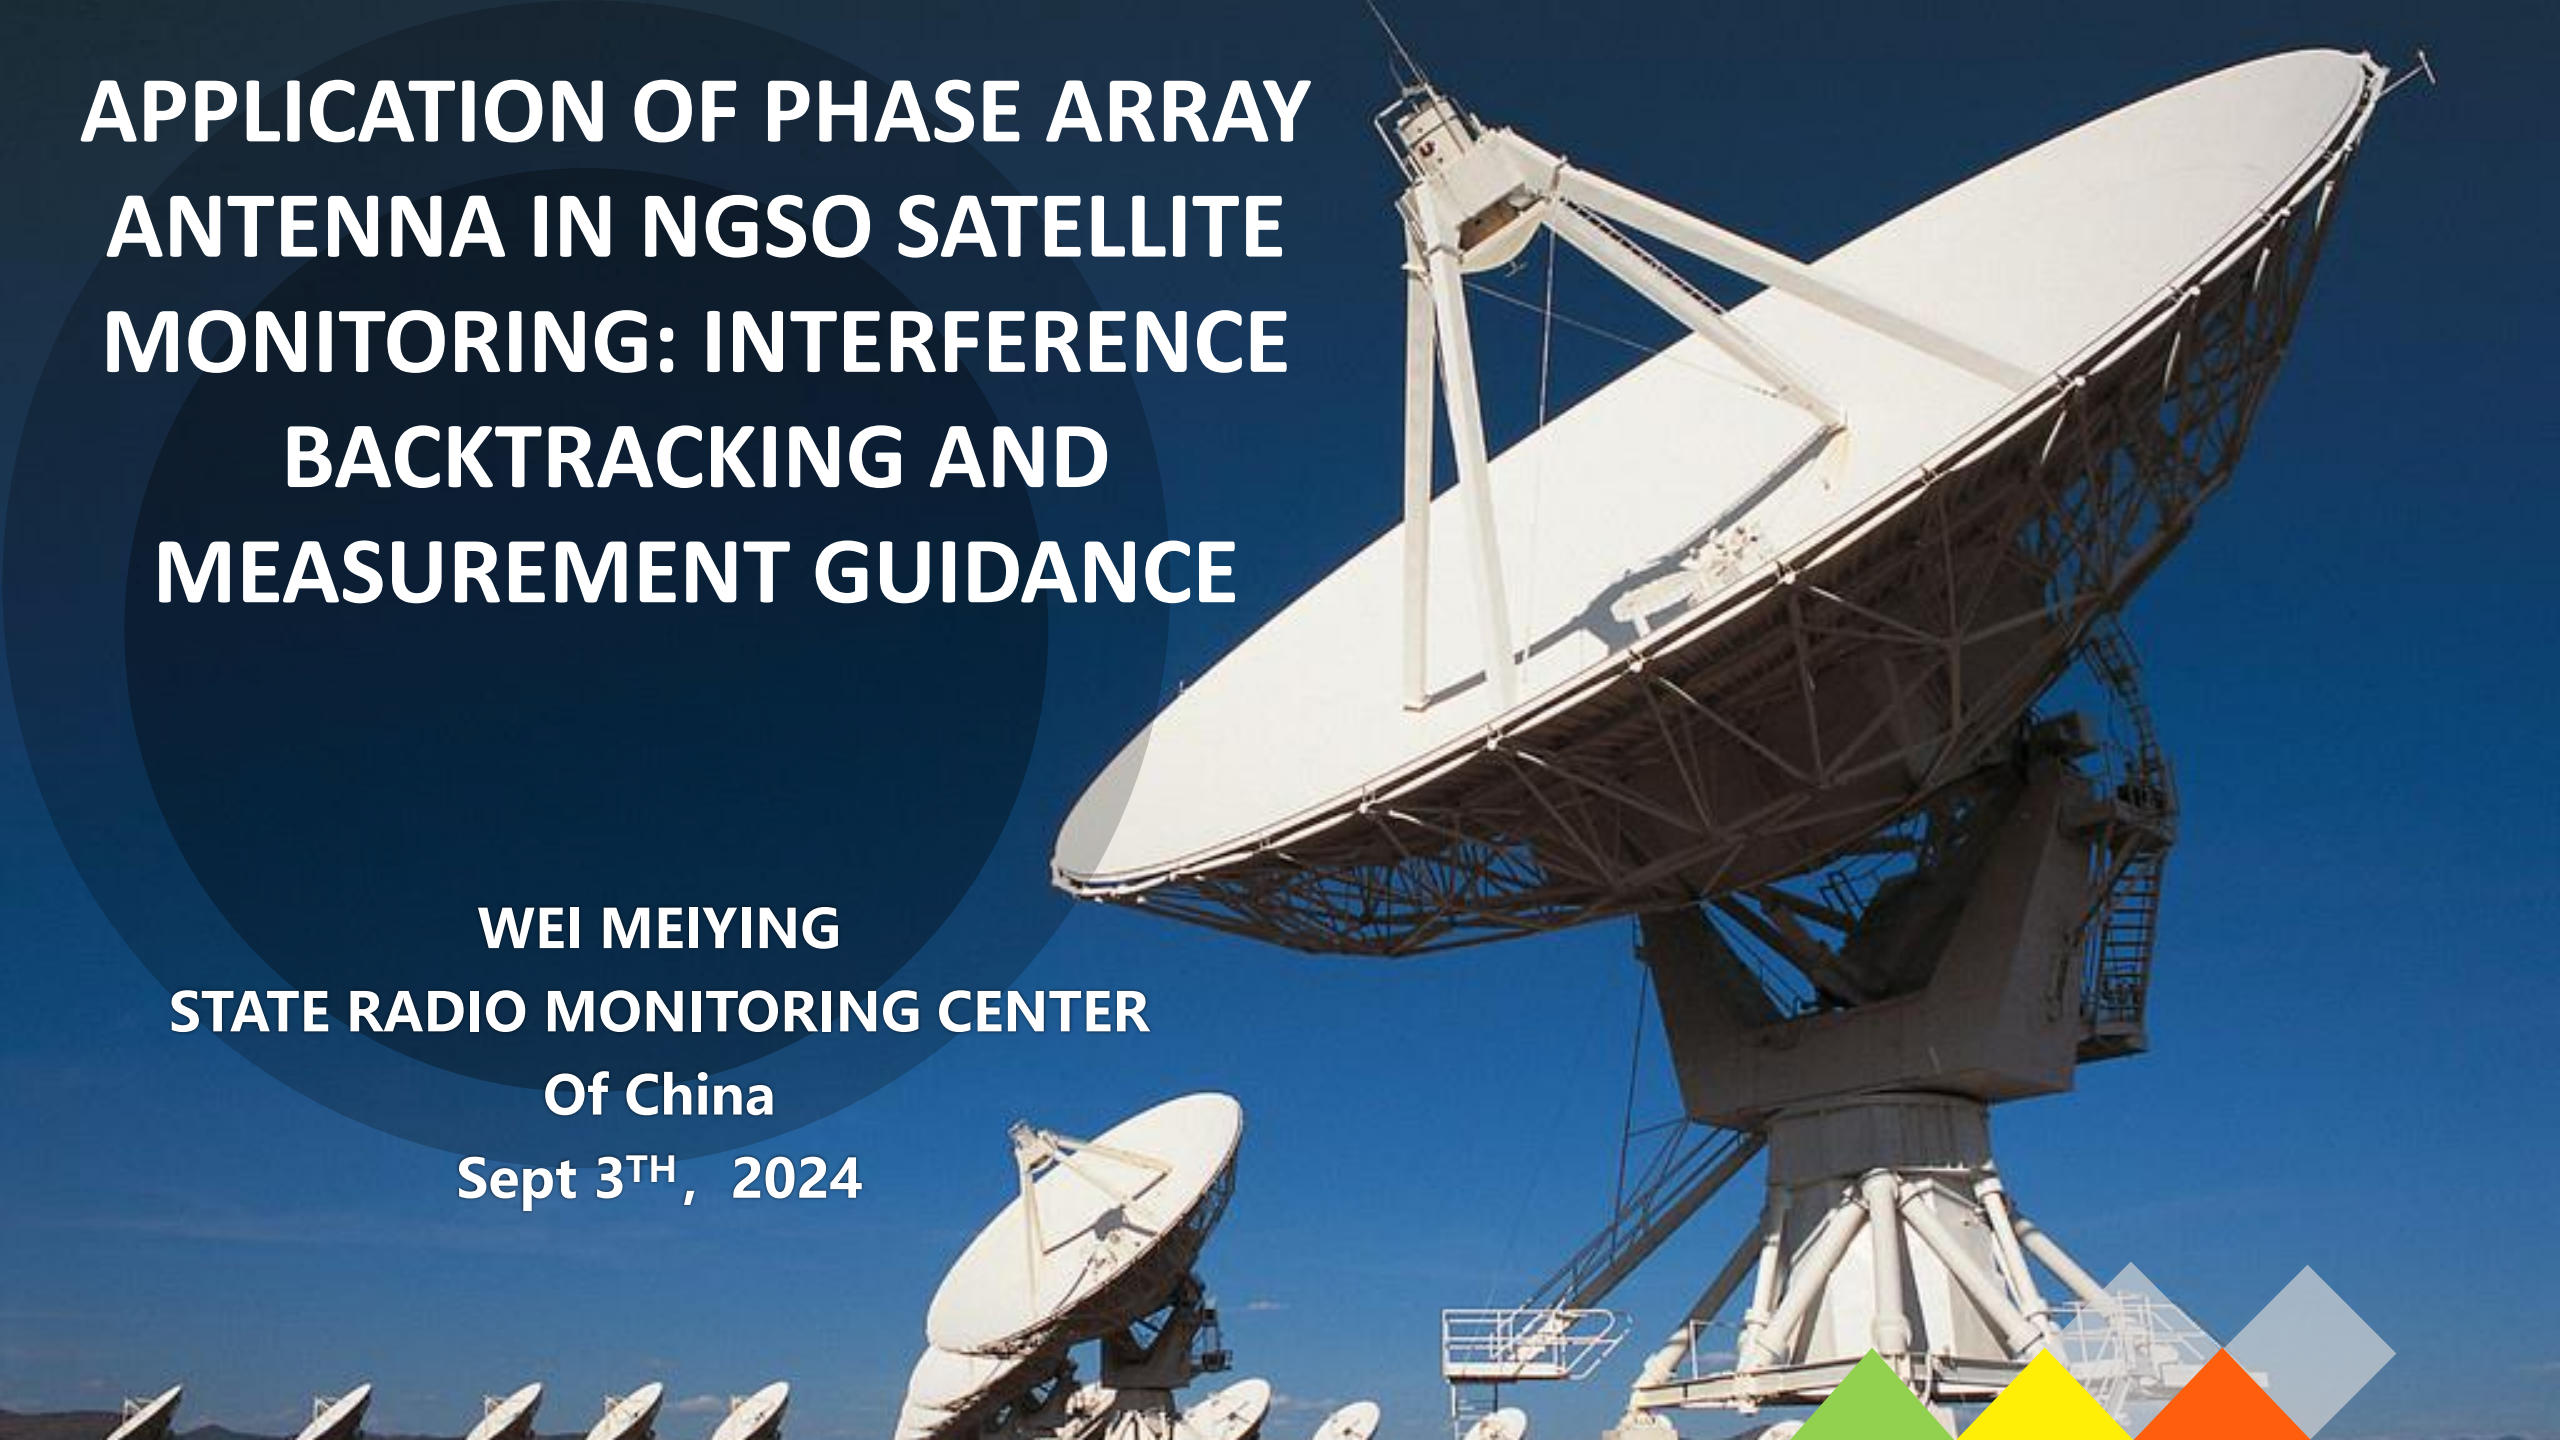 APPLICATION OF PHASE ARRAY
ANTENNA IN NGSO SATELLITE
MONITORING: INTERFERENCE
BACKTRACKING AND
MEASUREMENT GUIDANCE
WEI MEIYING
STATE RADIO MONITORING CENTER
Of China
Sept 3TH, 2024